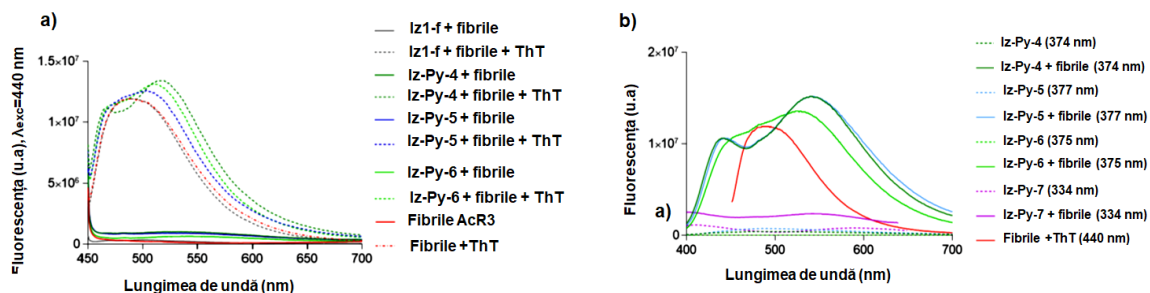 a)
Fluorescența (u.a), λexc=440 nm
1.5×10⁷
1.0×10⁷
5×10⁶
0
450 500 550 600 650 700
Lungimea de undă (nm)
Iz1-f + fibrile
Iz1-f + fibrile + ThT
Iz-Py-4 + fibrile
Iz-Py-4 + fibrile + ThT
Iz-Py-5 + fibrile
Iz-Py-5 + fibrile + ThT
Iz-Py-6 + fibrile
Iz-Py-6 + fibrile + ThT
Fibrile AcR3
Fibrile +ThT
b)
Fluorescența (u.a)
2×10⁷
1×10⁷
a)
0
400 500 600 700
Lungimea de undă (nm)
Iz-Py-4 (374 nm)
Iz-Py-4 + fibrile (374 nm)
Iz-Py-5 (377 nm)
Iz-Py-5 + fibrile (377 nm)
Iz-Py-6 (375 nm)
Iz-Py-6 + fibrile (375 nm)
Iz-Py-7 (334 nm)
Iz-Py-7 + fibrile (334 nm)
Fibrile +ThT (440 nm)